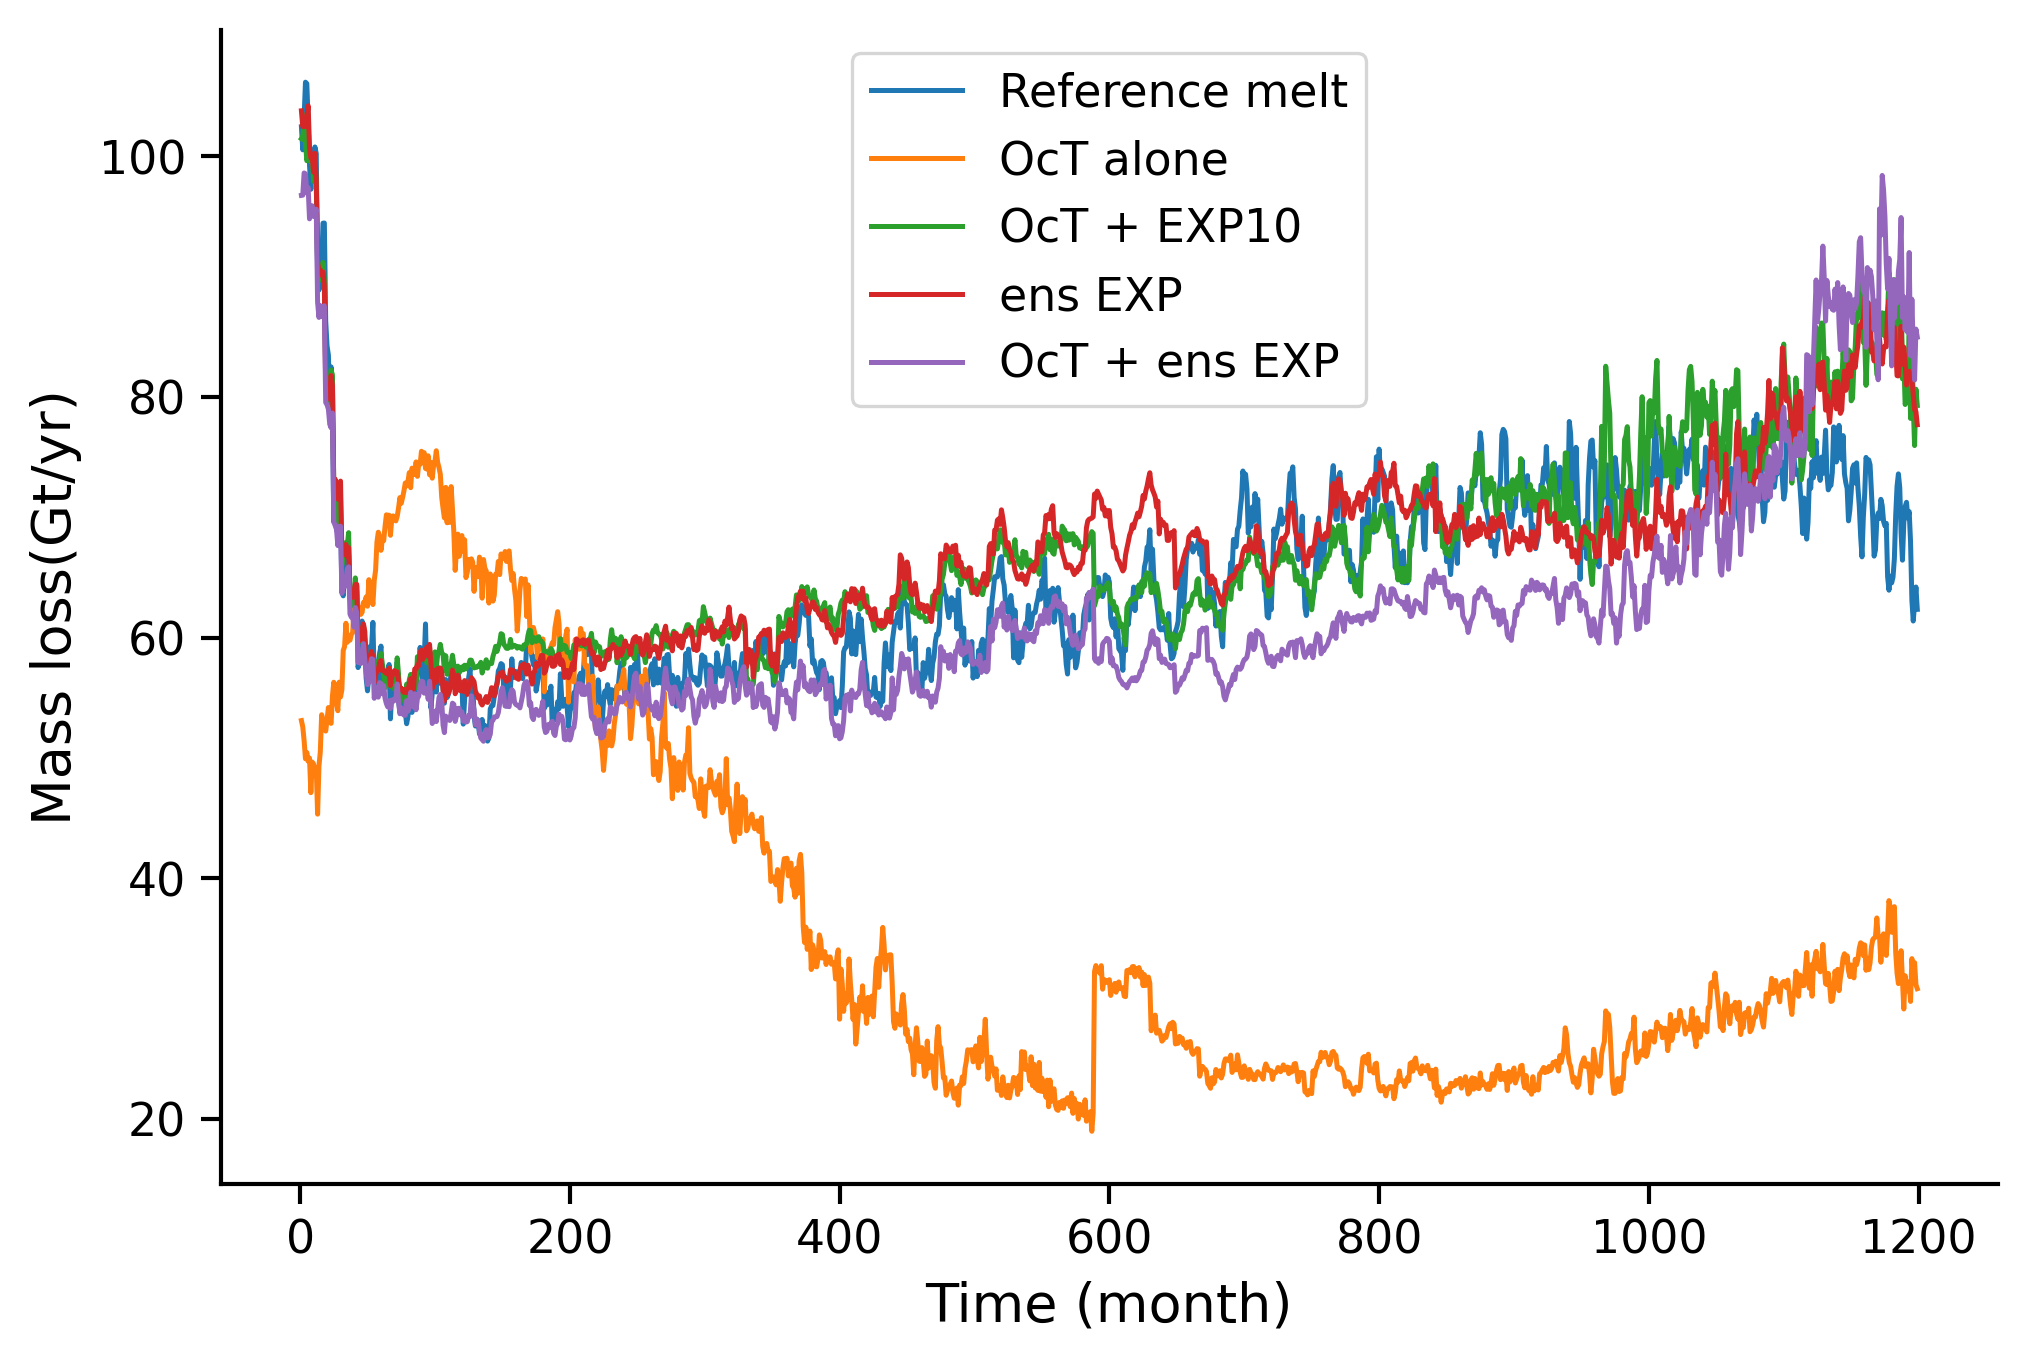 Reference melt
OcT alone
OcT + EXP10
ens EXP
OcT + ens EXP
Mass loss(Gt/yr)
100
80
60
40
20
0 200 400 600 800 1000 1200
Time (month)